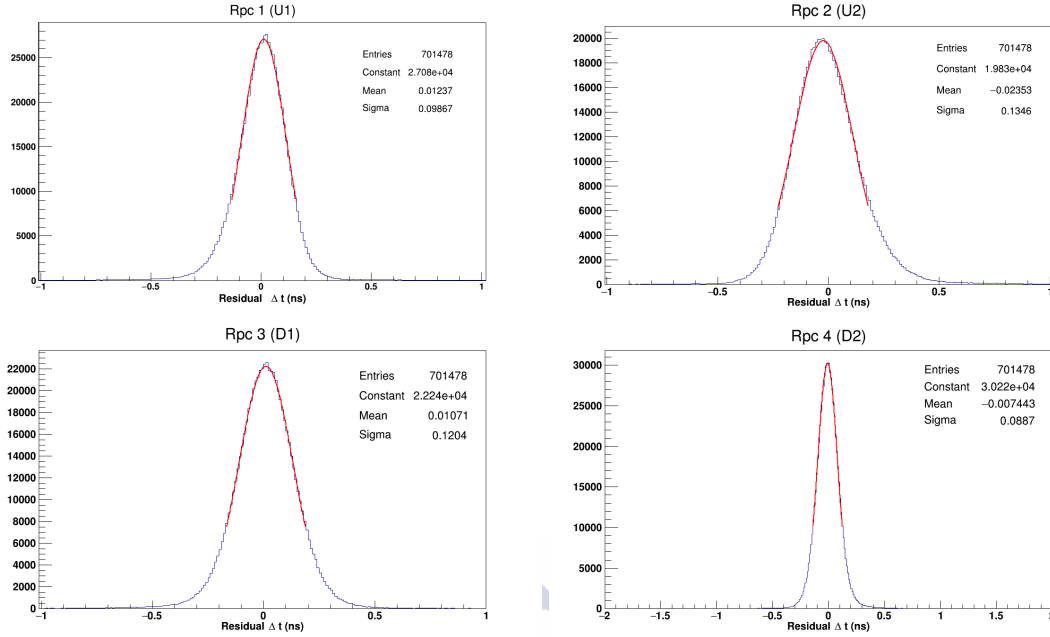 Rpc 1 (U1)
25000
20000
15000
10000
5000
0
−1
−0.5
0
0.5
1
Residual Δ t (ns)
Entries 701478
Constant 2.708e+04
Mean 0.01237
Sigma 0.09867
Rpc 2 (U2)
20000
18000
16000
14000
12000
10000
8000
6000
4000
2000
0
−1
−0.5
0
0.5
1
Residual Δ t (ns)
Entries 701478
Constant 1.983e+04
Mean −0.02353
Sigma 0.1346
Rpc 3 (D1)
22000
20000
18000
16000
14000
12000
10000
8000
6000
4000
2000
0
−1
−0.5
0
0.5
1
Residual Δ t (ns)
Entries 701478
Constant 2.224e+04
Mean 0.01071
Sigma 0.1204
Rpc 4 (D2)
30000
25000
20000
15000
10000
5000
0
−2
−1.5
−1
−0.5
0
0.5
1
1.5
Residual Δ t (ns)
Entries 701478
Constant 3.022e+04
Mean −0.007443
Sigma 0.0887